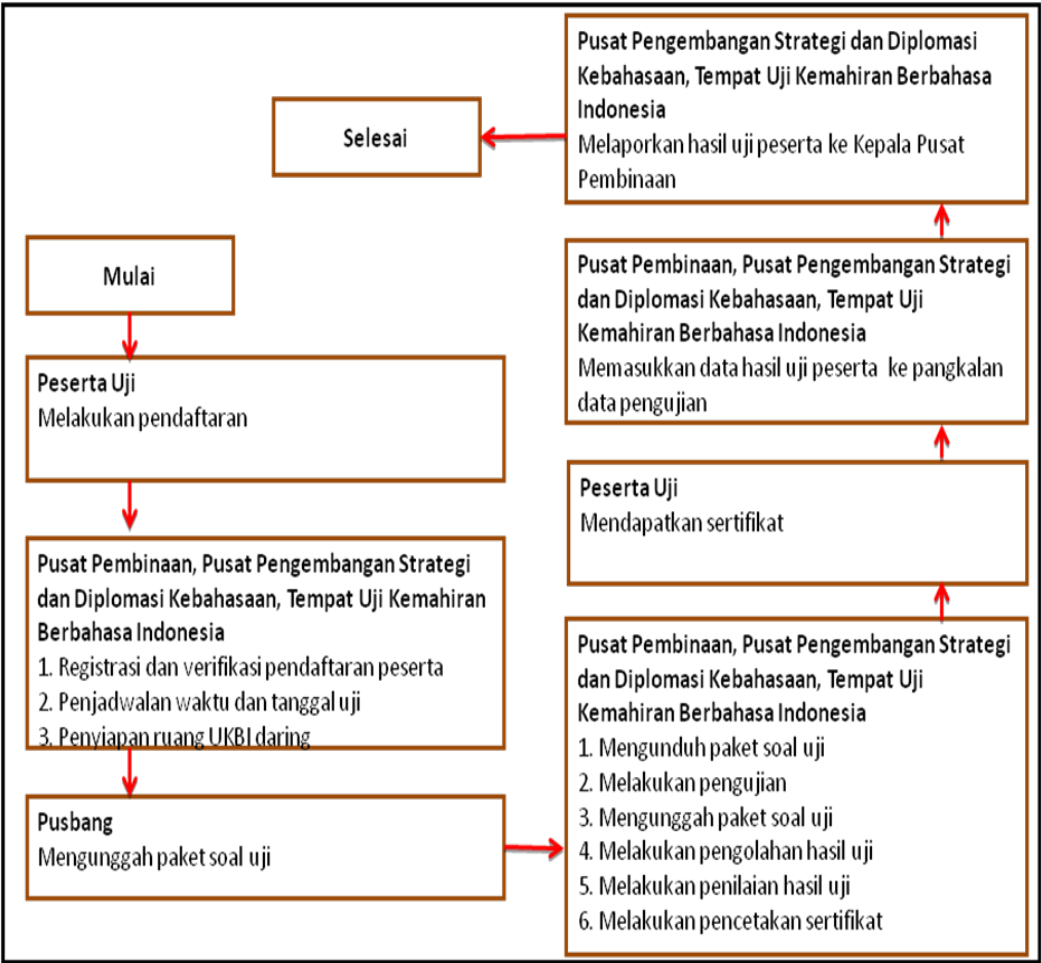 Mulai
Peserta Uji
Melakukan pendaftaran
Pusat Pembinaan, Pusat Pengembangan Strategi
dan Diplomasi Kebahasaan, Tempat Uji Kemahiran
Berbahasa Indonesia
1. Registrasi dan verifikasi pendaftaran peserta
2. Penjadwalan waktu dan tanggal uji
3. Penyiapan ruang UKBI daring
Pusbang
Mengunggah paket soal uji
Pusat Pembinaan, Pusat Pengembangan Strategi
dan Diplomasi Kebahasaan, Tempat Uji
Kemahiran Berbahasa Indonesia
1. Mengunduh paket soal uji
2. Melakukan pengujian
3. Mengunggah paket soal uji
4. Melakukan pengolahan hasil uji
5. Melakukan penilaian hasil uji
6. Melakukan pencetakan sertifikat
Peserta Uji
Mendapatkan sertifikat
Pusat Pembinaan, Pusat Pengembangan Strategi
dan Diplomasi Kebahasaan, Tempat Uji
Kemahiran Berbahasa Indonesia
Memasukkan data hasil uji peserta ke pangkalan
data pengujian
Pusat Pengembangan Strategi dan Diplomasi
Kebahasaan, Tempat Uji Kemahiran Berbahasa
Indonesia
Melaporkan hasil uji peserta ke Kepala Pusat
Pembinaan
Selesai